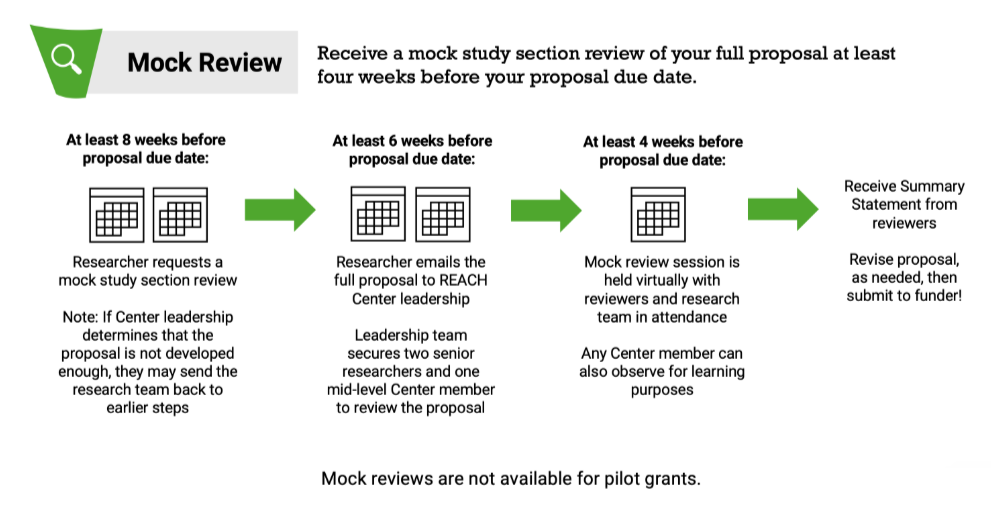 Mock Review
Receive a mock study section review of your full proposal at least
four weeks before your proposal due date.
At least 8 weeks before
proposal due date:
Researcher requests a
mock study section review
Note: If Center leadership
determines that the
proposal is not developed
enough, they may send the
research team back to
earlier steps
At least 6 weeks before
proposal due date:
Researcher emails the
full proposal to REACH
Center leadership
Leadership team
secures two senior
researchers and one
mid-level Center member
to review the proposal
At least 4 weeks before
proposal due date:
Mock review session is
held virtually with
reviewers and research
team in attendance
Any Center member can
also observe for learning
purposes
Receive Summary
Statement from
reviewers
Revise proposal,
as needed, then
submit to funder!
Mock reviews are not available for pilot grants.